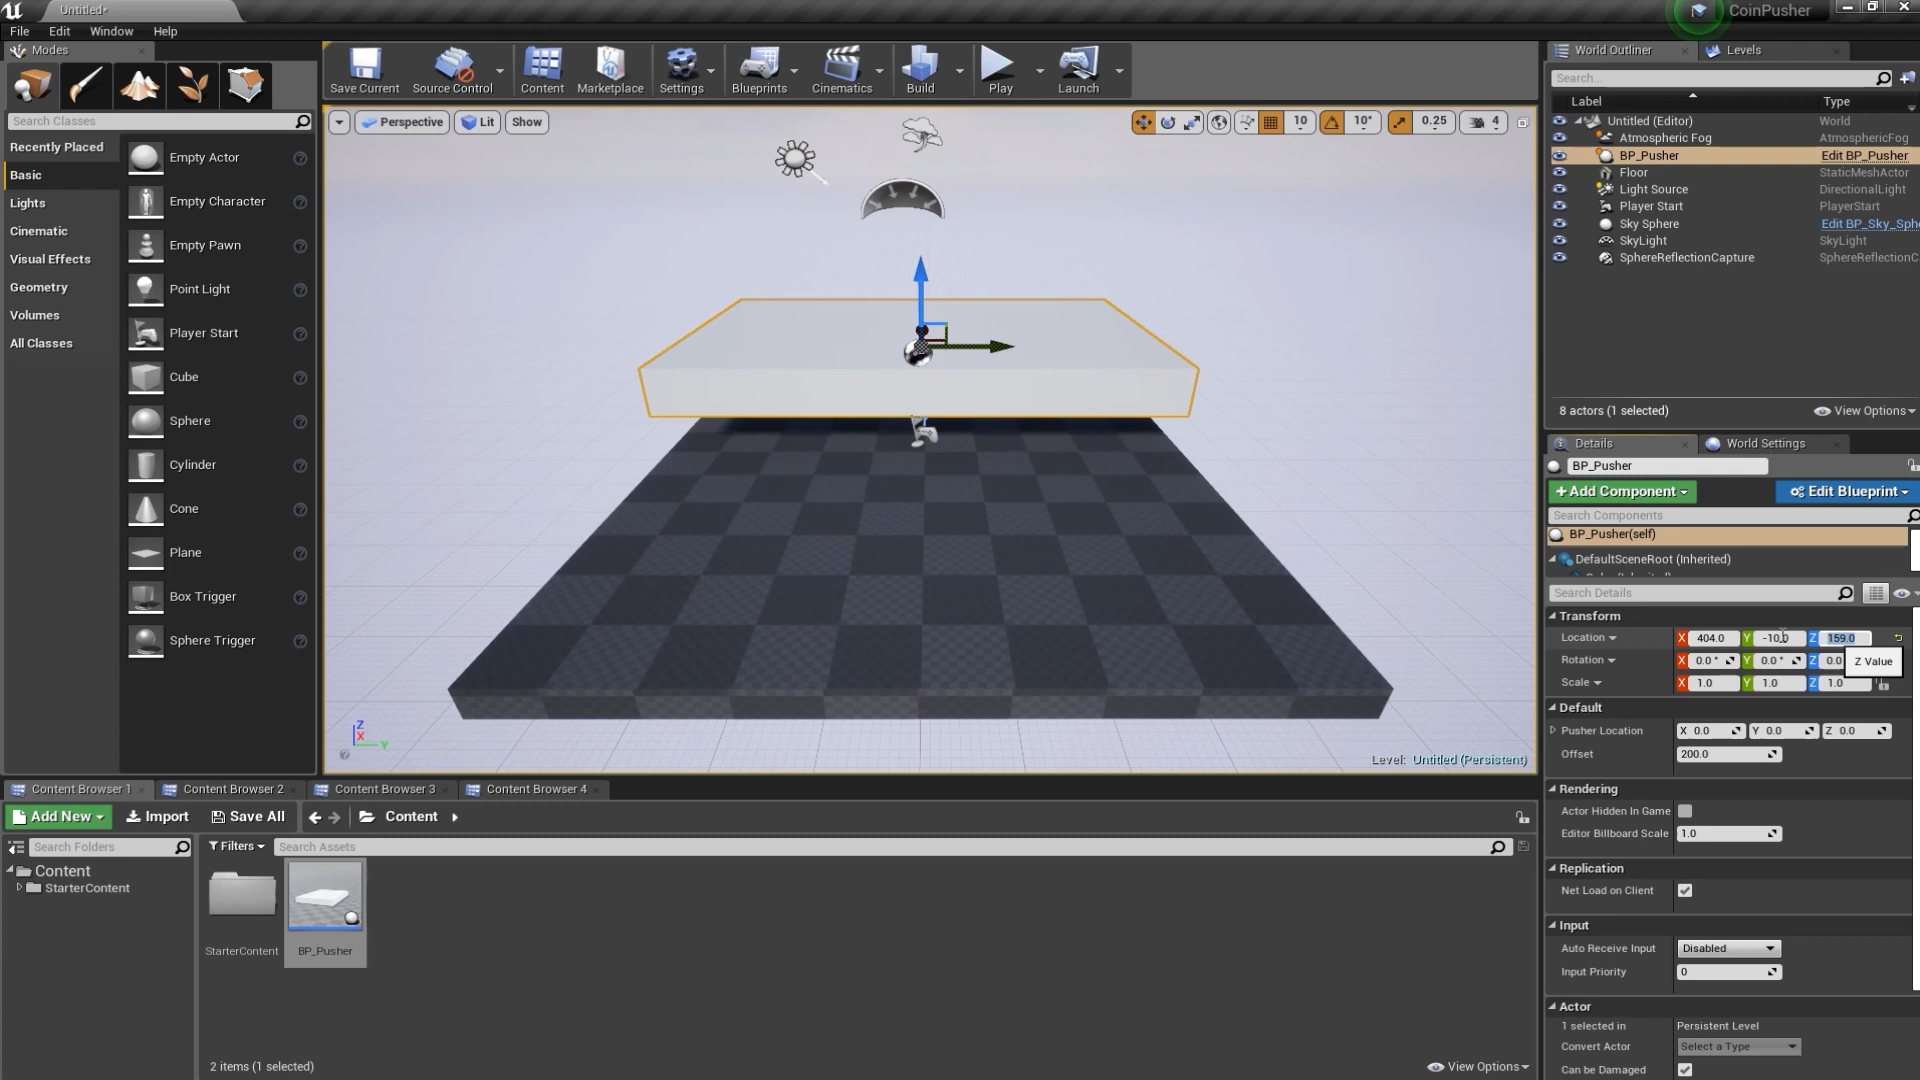 Untitled*
CoinPusher
File Edit Window Help
Modes
Search Classes
Recently Placed
Basic
Lights
Cinematic
Visual Effects
Geometry
Volumes
All Classes
Empty Actor
Empty Character
Empty Pawn
Point Light
Player Start
Cube
Sphere
Cylinder
Cone
Plane
Box Trigger
Sphere Trigger
Save Current Source Control Content Marketplace Settings Blueprints Cinematics Build Play Launch
Perspective Lit Show
10 10° 0.25 4
Z
X
Y
Level: Untitled (Persistent)
World Outliner Levels
Search...
Label Type
Untitled (Editor) World
Atmospheric Fog AtmosphericFog
BP_Pusher Edit BP_Pusher
Floor StaticMeshActor
Light Source DirectionalLight
Player Start PlayerStart
Sky Sphere Edit BP_Sky_Sph
SkyLight SkyLight
SphereReflectionCapture SphereReflectionC
8 actors (1 selected) View Options
Details World Settings
BP_Pusher
+ Add Component Edit Blueprint
Search Components
BP_Pusher(self)
DefaultSceneRoot (Inherited)
Search Details
Transform
Location X 404.0 Y -10.0 Z 159.0
Rotation X 0.0 ° Y 0.0 ° Z 0.0
Z Value
Scale X 1.0 Y 1.0 Z 1.0
Default
Pusher Location X 0.0 Y 0.0 Z 0.0
Offset 200.0
Rendering
Actor Hidden In Game
Editor Billboard Scale 1.0
Replication
Net Load on Client
Input
Auto Receive Input Disabled
Input Priority 0
Actor
1 selected in Persistent Level
Convert Actor Select a Type
Can be Damaged
Content Browser 1 Content Browser 2 Content Browser 3 Content Browser 4
Add New Import Save All Content
Search Folders
Filters Search Assets
Content
StarterContent
StarterContent BP_Pusher
2 items (1 selected) View Options